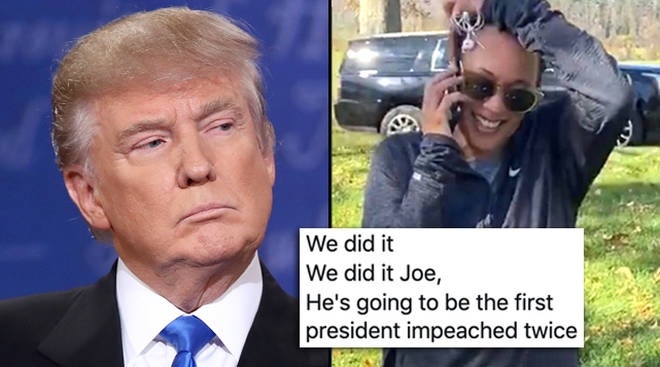 We did it
We did it Joe,
He's going to be the first
president impeached twice